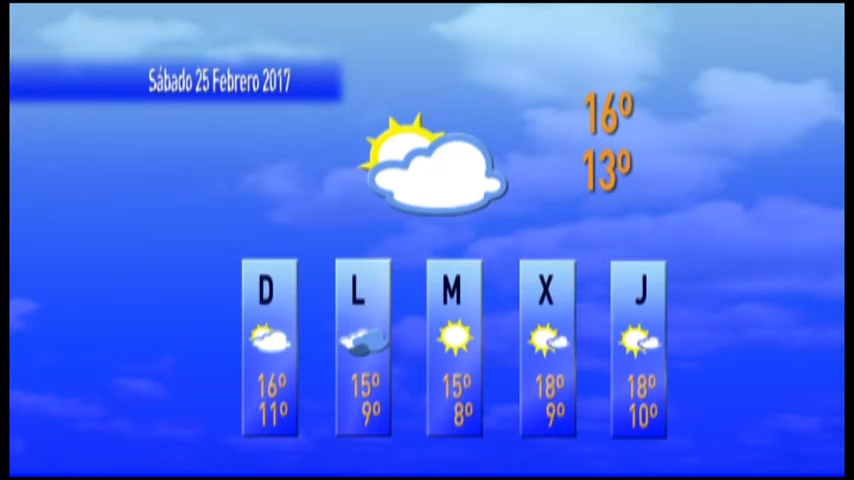 Sábado 25 Febrero 2017
16º
13º
D L M X J
16º 15º 15º 18º 18º
11º 9º 8º 9º 10º